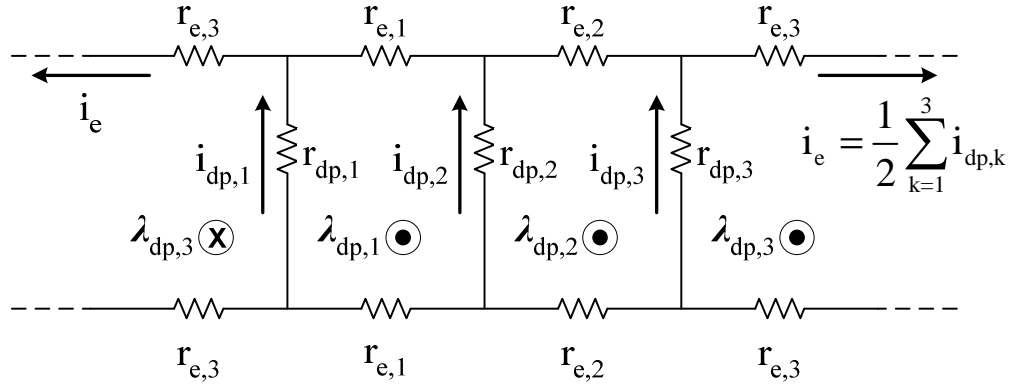 r_e,3 r_e,1 r_e,2 r_e,3
i_e
i_e = 1/2 ∑_{k=1}^{3} i_dp,k
i_dp,1 r_dp,1 i_dp,2 r_dp,2 i_dp,3 r_dp,3
λ_dp,3 x λ_dp,1 λ_dp,2 λ_dp,3
r_e,3 r_e,1 r_e,2 r_e,3